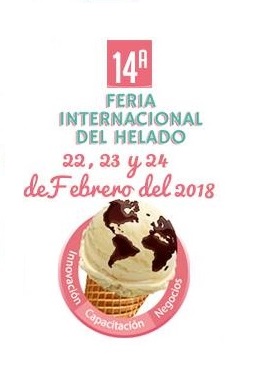 14ª
FERIA
INTERNACIONAL
DEL HELADO
22, 23 y 24
de Febrero del 2018
Innovación
Capacitación
Negocios